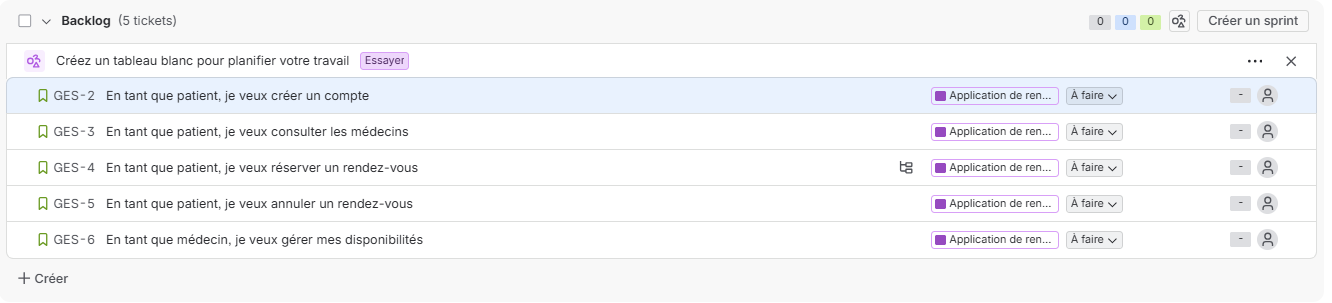 Backlog (5 tickets) 0 0 0 Créer un sprint
Créez un tableau blanc pour planifier votre travail Essayer
GES-2 En tant que patient, je veux créer un compte Application de ren... À faire -
GES-3 En tant que patient, je veux consulter les médecins Application de ren... À faire -
GES-4 En tant que patient, je veux réserver un rendez-vous Application de ren... À faire -
GES-5 En tant que patient, je veux annuler un rendez-vous Application de ren... À faire -
GES-6 En tant que médecin, je veux gérer mes disponibilités Application de ren... À faire -
Créer